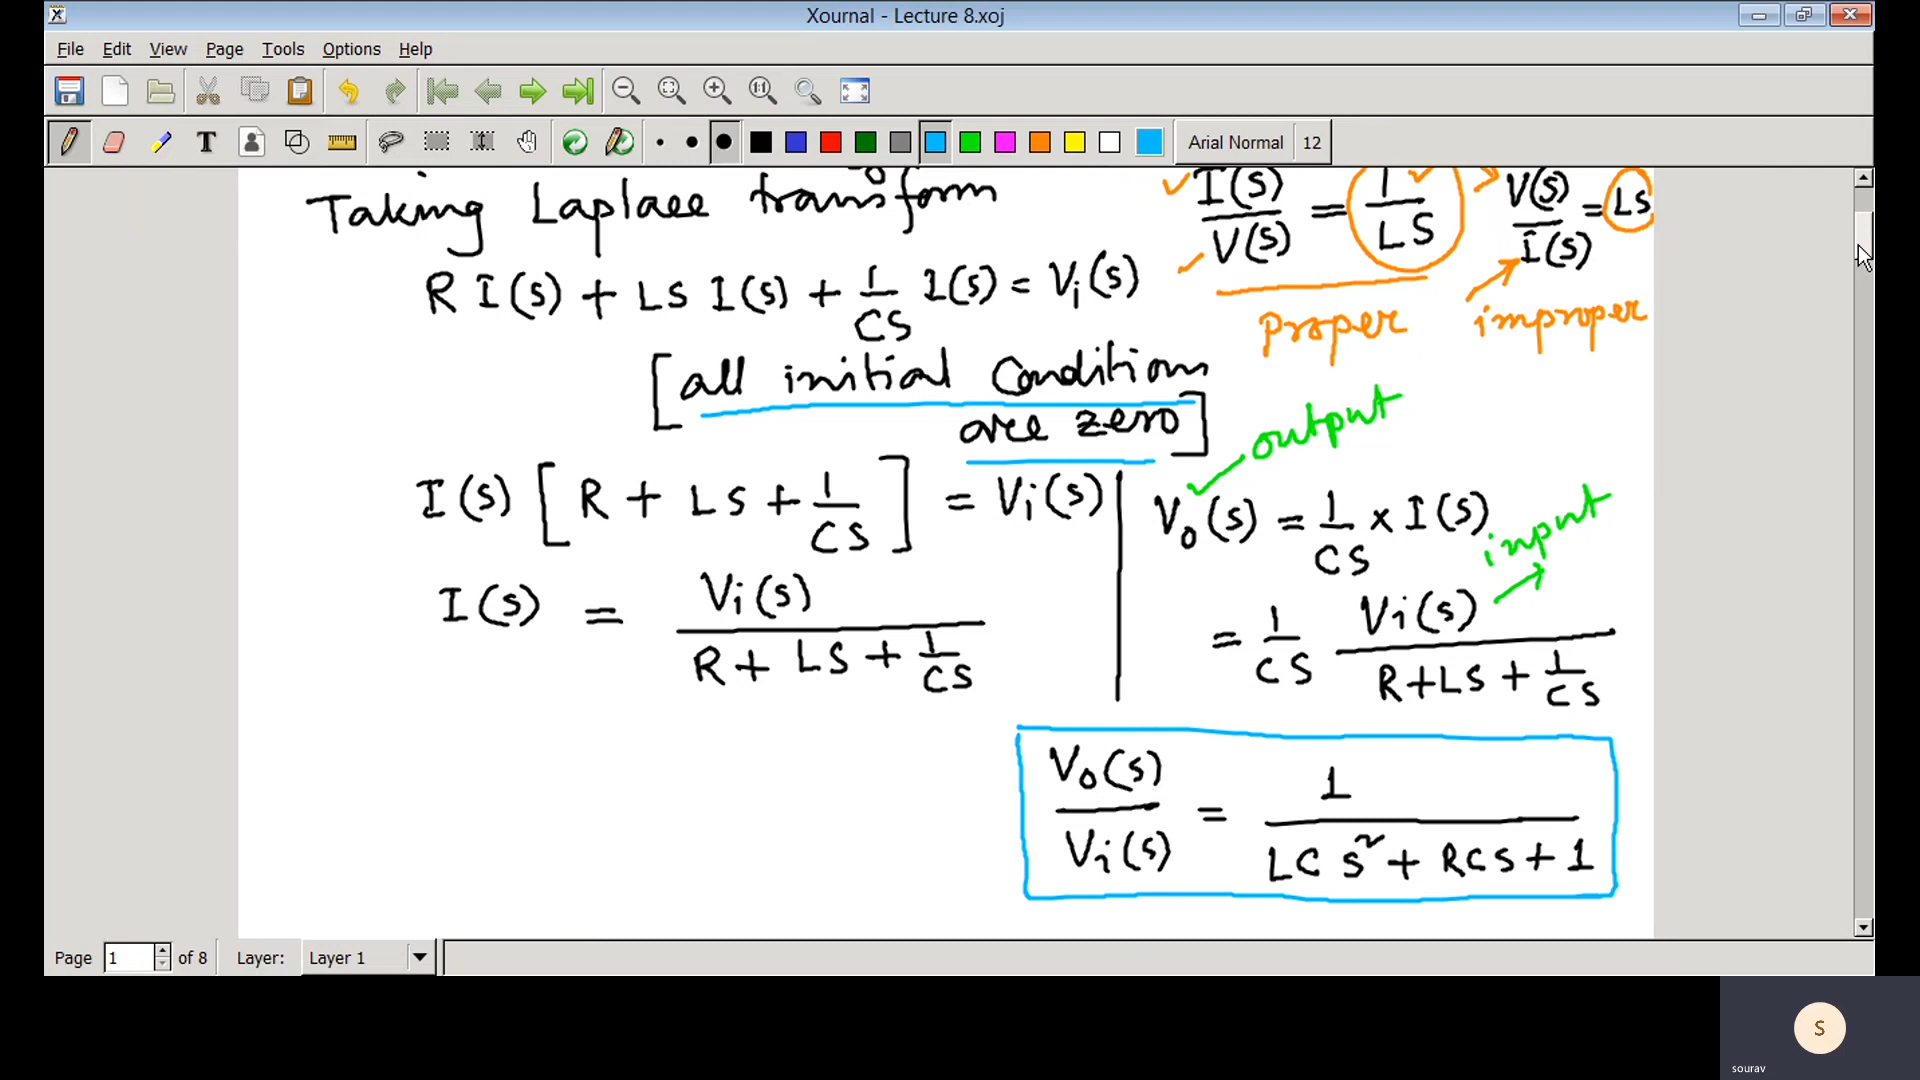 Xournal - Lecture 8.xoj
File Edit View Page Tools Options Help
Arial Normal 12
Taking Laplace transform
R I(s) + LS I(s) + 1/CS I(s) = Vi(s)
[all initial Conditions
are zero]
I(s) [R + LS + 1/CS] = Vi(s)
I(s) = Vi(s) / (R + LS + 1/CS)
I(s)/V(s) = 1/LS
Proper
V(s)/I(s) = LS
improper
output
Vo(s) = 1/CS × I(s)
input
= 1/CS Vi(s) / (R+LS + 1/CS)
Vo(s)/Vi(s) = 1 / (LC s² + RCS + 1)
Page 1 of 8 Layer: Layer 1
S
sourav